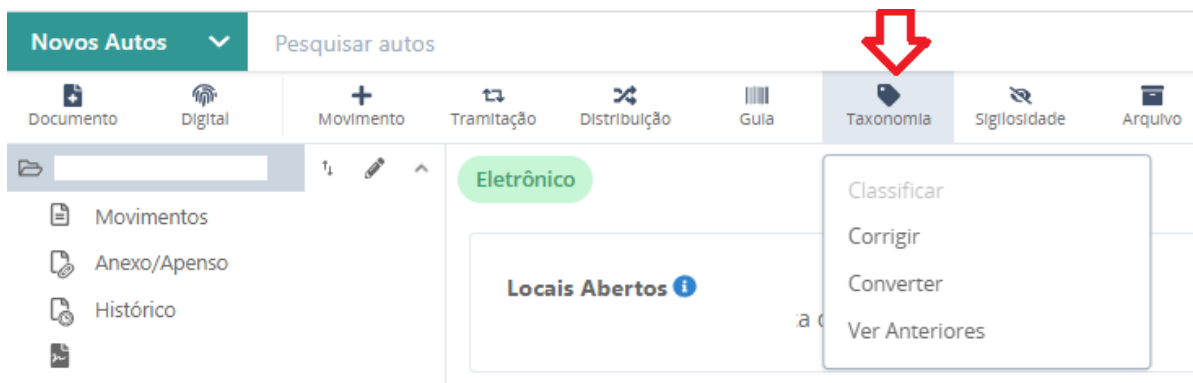 Novos Autos
Pesquisar autos
Documento
Digital
Movimento
Tramitação
Distribuição
Guia
Taxonomia
Sigilosidade
Arquivo
Eletrônico
Classificar
Movimentos
Corrigir
Anexo/Apenso
Locais Abertos
Converter
Histórico
Ver Anteriores